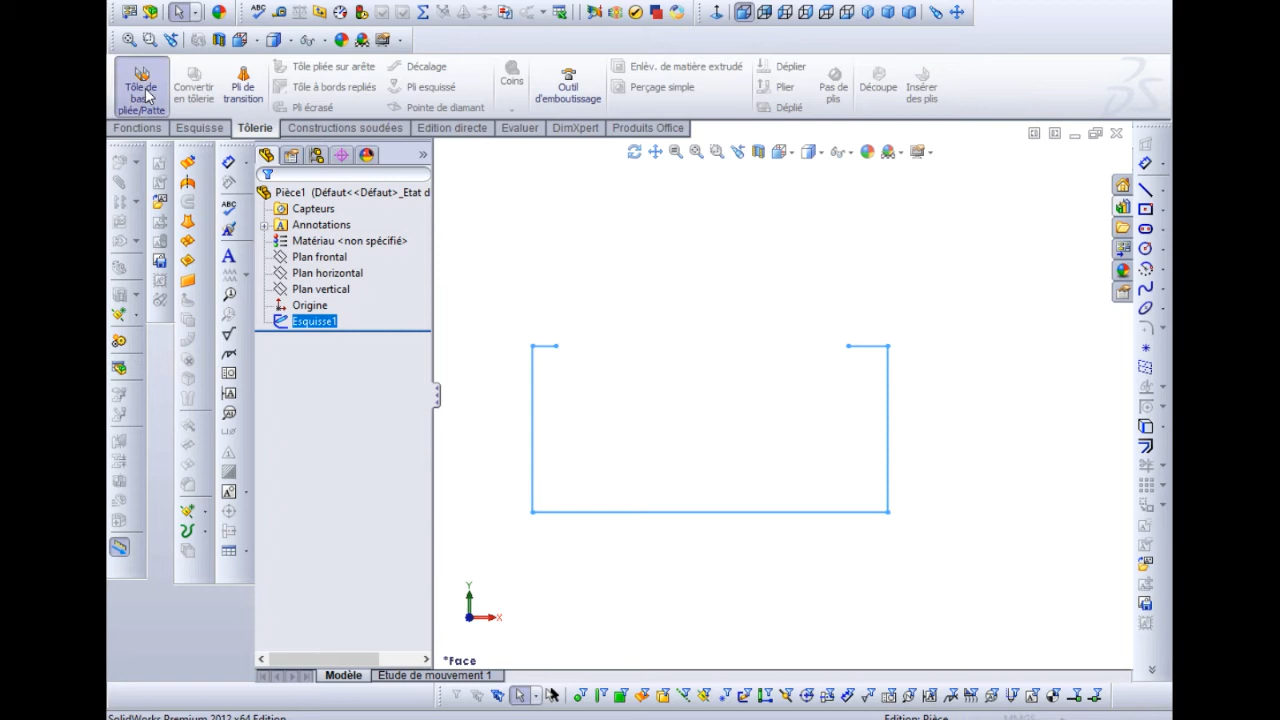 Tôle de
base
pliée/Patte
Convertir
en tôlerie
Pli de
transition
Tôle pliée sur arête
Tôle à bords repliés
Pli écrasé
Décalage
Pli esquissé
Pointe de diamant
Coins
Outil
d'emboutissage
Enlèv. de matière extrudé
Perçage simple
Déplier
Plier
Déplié
Pas de
plis
Découpe
Insérer
des plis
Fonctions
Esquisse
Tôlerie
Constructions soudées
Edition directe
Evaluer
DimXpert
Produits Office
Pièce1 (Défaut<<Défaut>_Etat d
Capteurs
Annotations
Matériau <non spécifié>
Plan frontal
Plan horizontal
Plan vertical
Origine
Esquisse1
Y
X
*Face
Modèle
Etude de mouvement 1
SolidWorks Premium 2012 x64 Edition
Edition: Pièce
MMGS